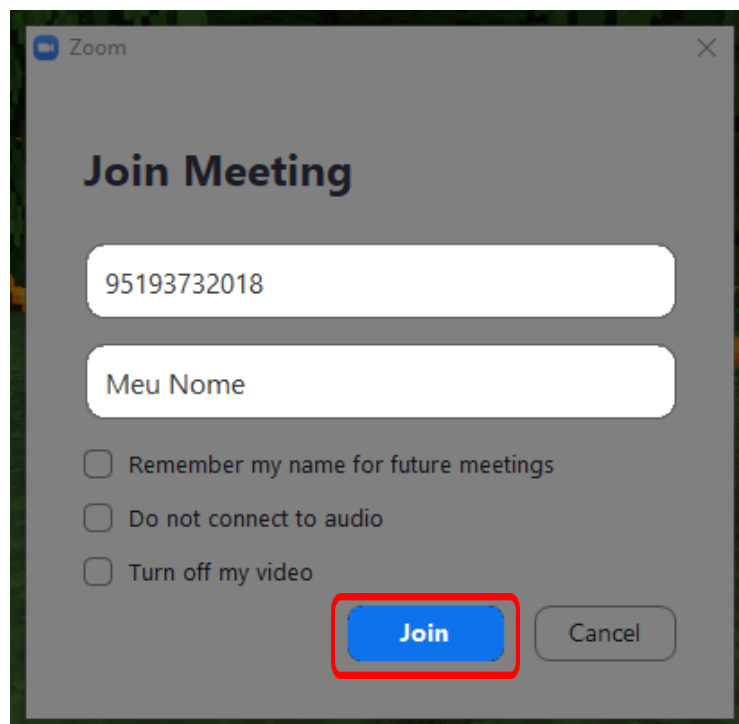 Zoom
Join Meeting
95193732018
Meu Nome
Remember my name for future meetings
Do not connect to audio
Turn off my video
Join
Cancel